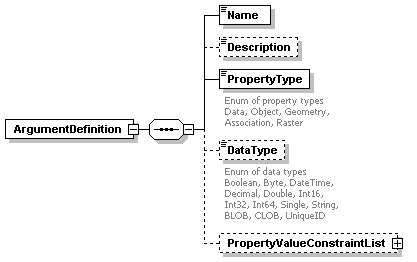 Name
Description
PropertyType
Enum of property types
Data, Object, Geometry,
Association, Raster
ArgumentDefinition
DataType
Enum of data types
Boolean, Byte, DateTime,
Decimal, Double, Int16,
Int32, Int64, Single, String,
BLOB, CLOB, UniqueID
PropertyValueConstraintList